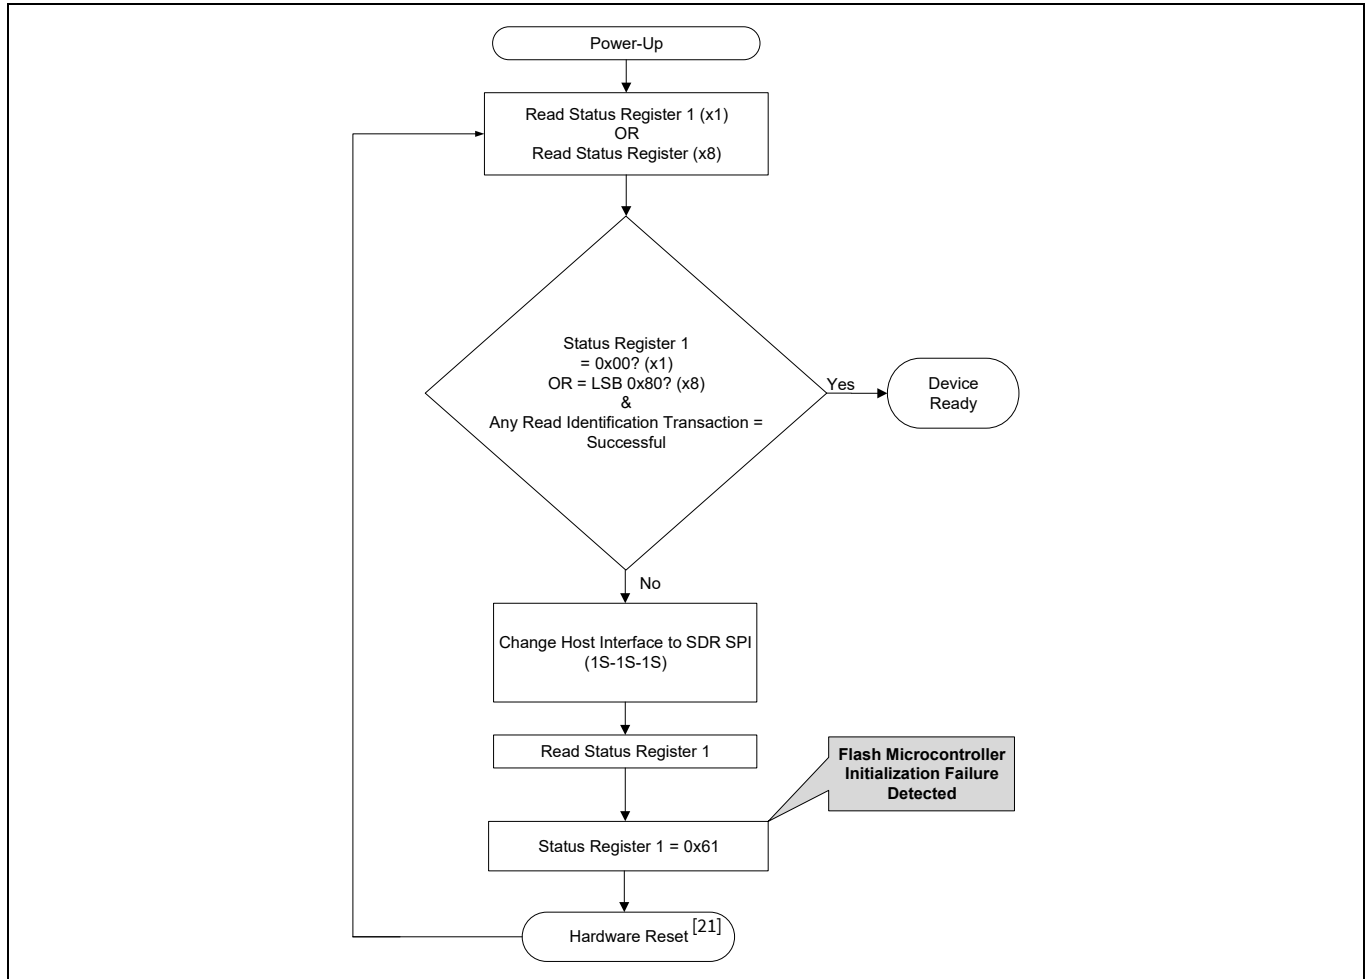 Power-Up
Read Status Register 1 (x1)
OR
Read Status Register (x8)
Status Register 1
= 0x00? (x1)
OR = LSB 0x80? (x8)
&
Any Read Identification Transaction =
Successful
Yes
Device
Ready
No
Change Host Interface to SDR SPI
(1S-1S-1S)
Read Status Register 1
Flash Microcontroller
Initialization Failure
Detected
Status Register 1 = 0x61
Hardware Reset [21]